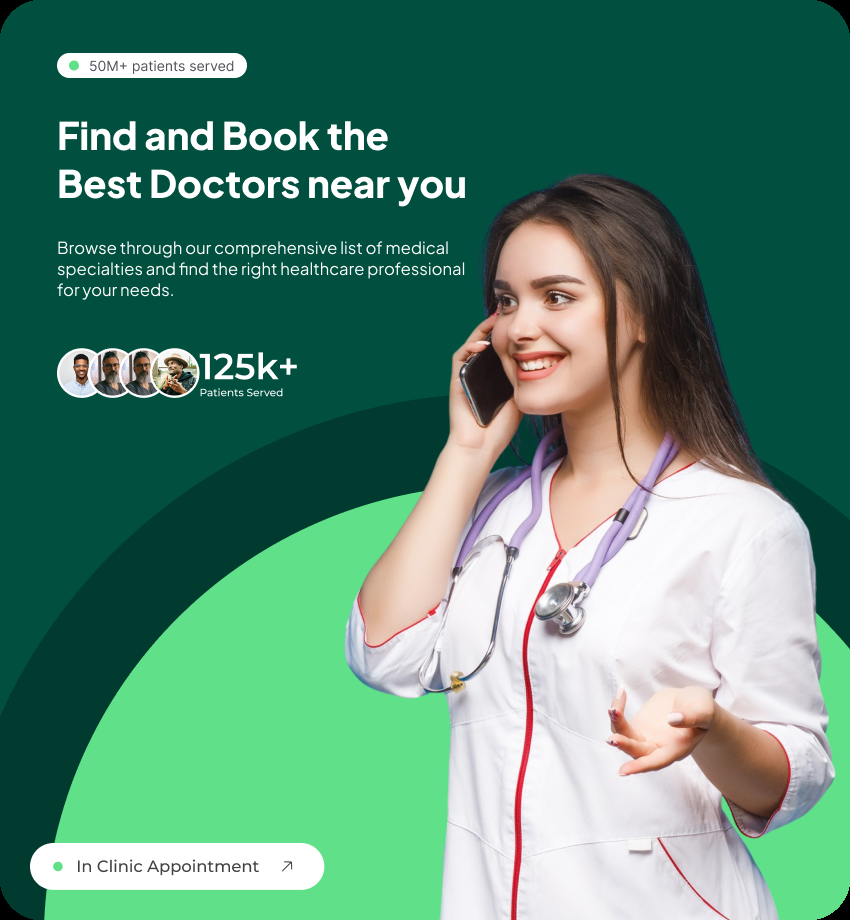 50M+ patients served
Find and Book the
Best Doctors near you
Browse through our comprehensive list of medical
specialties and find the right healthcare professional
for your needs.
125k+
Patients Served
In Clinic Appointment